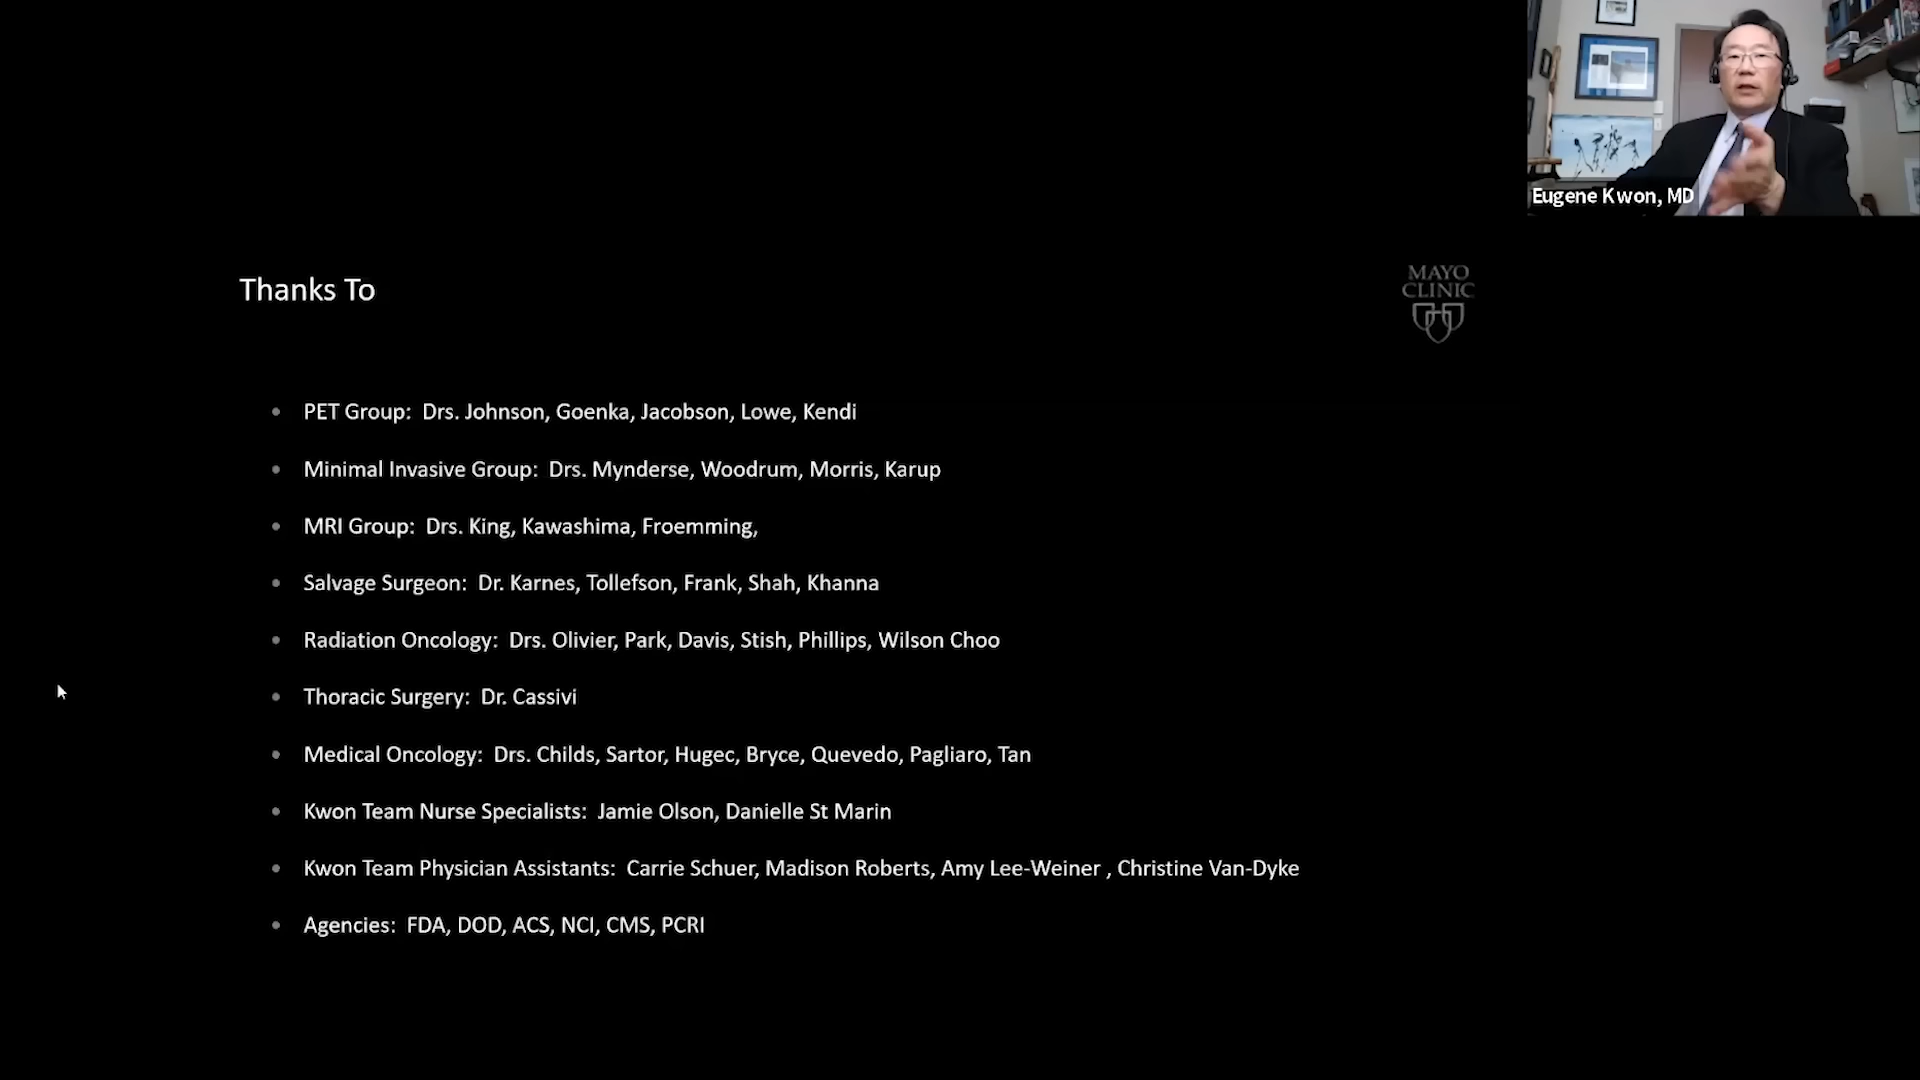 Eugene Kwon, MD
Thanks To
MAYO
CLINIC
• PET Group: Drs. Johnson, Goenka, Jacobson, Lowe, Kendi
• Minimal Invasive Group: Drs. Mynderse, Woodrum, Morris, Karup
• MRI Group: Drs. King, Kawashima, Froemming,
• Salvage Surgeon: Dr. Karnes, Tollefson, Frank, Shah, Khanna
• Radiation Oncology: Drs. Olivier, Park, Davis, Stish, Phillips, Wilson Choo
• Thoracic Surgery: Dr. Cassivi
• Medical Oncology: Drs. Childs, Sartor, Hugec, Bryce, Quevedo, Pagliaro, Tan
• Kwon Team Nurse Specialists: Jamie Olson, Danielle St Marin
• Kwon Team Physician Assistants: Carrie Schuer, Madison Roberts, Amy Lee-Weiner , Christine Van-Dyke
• Agencies: FDA, DOD, ACS, NCI, CMS, PCRI